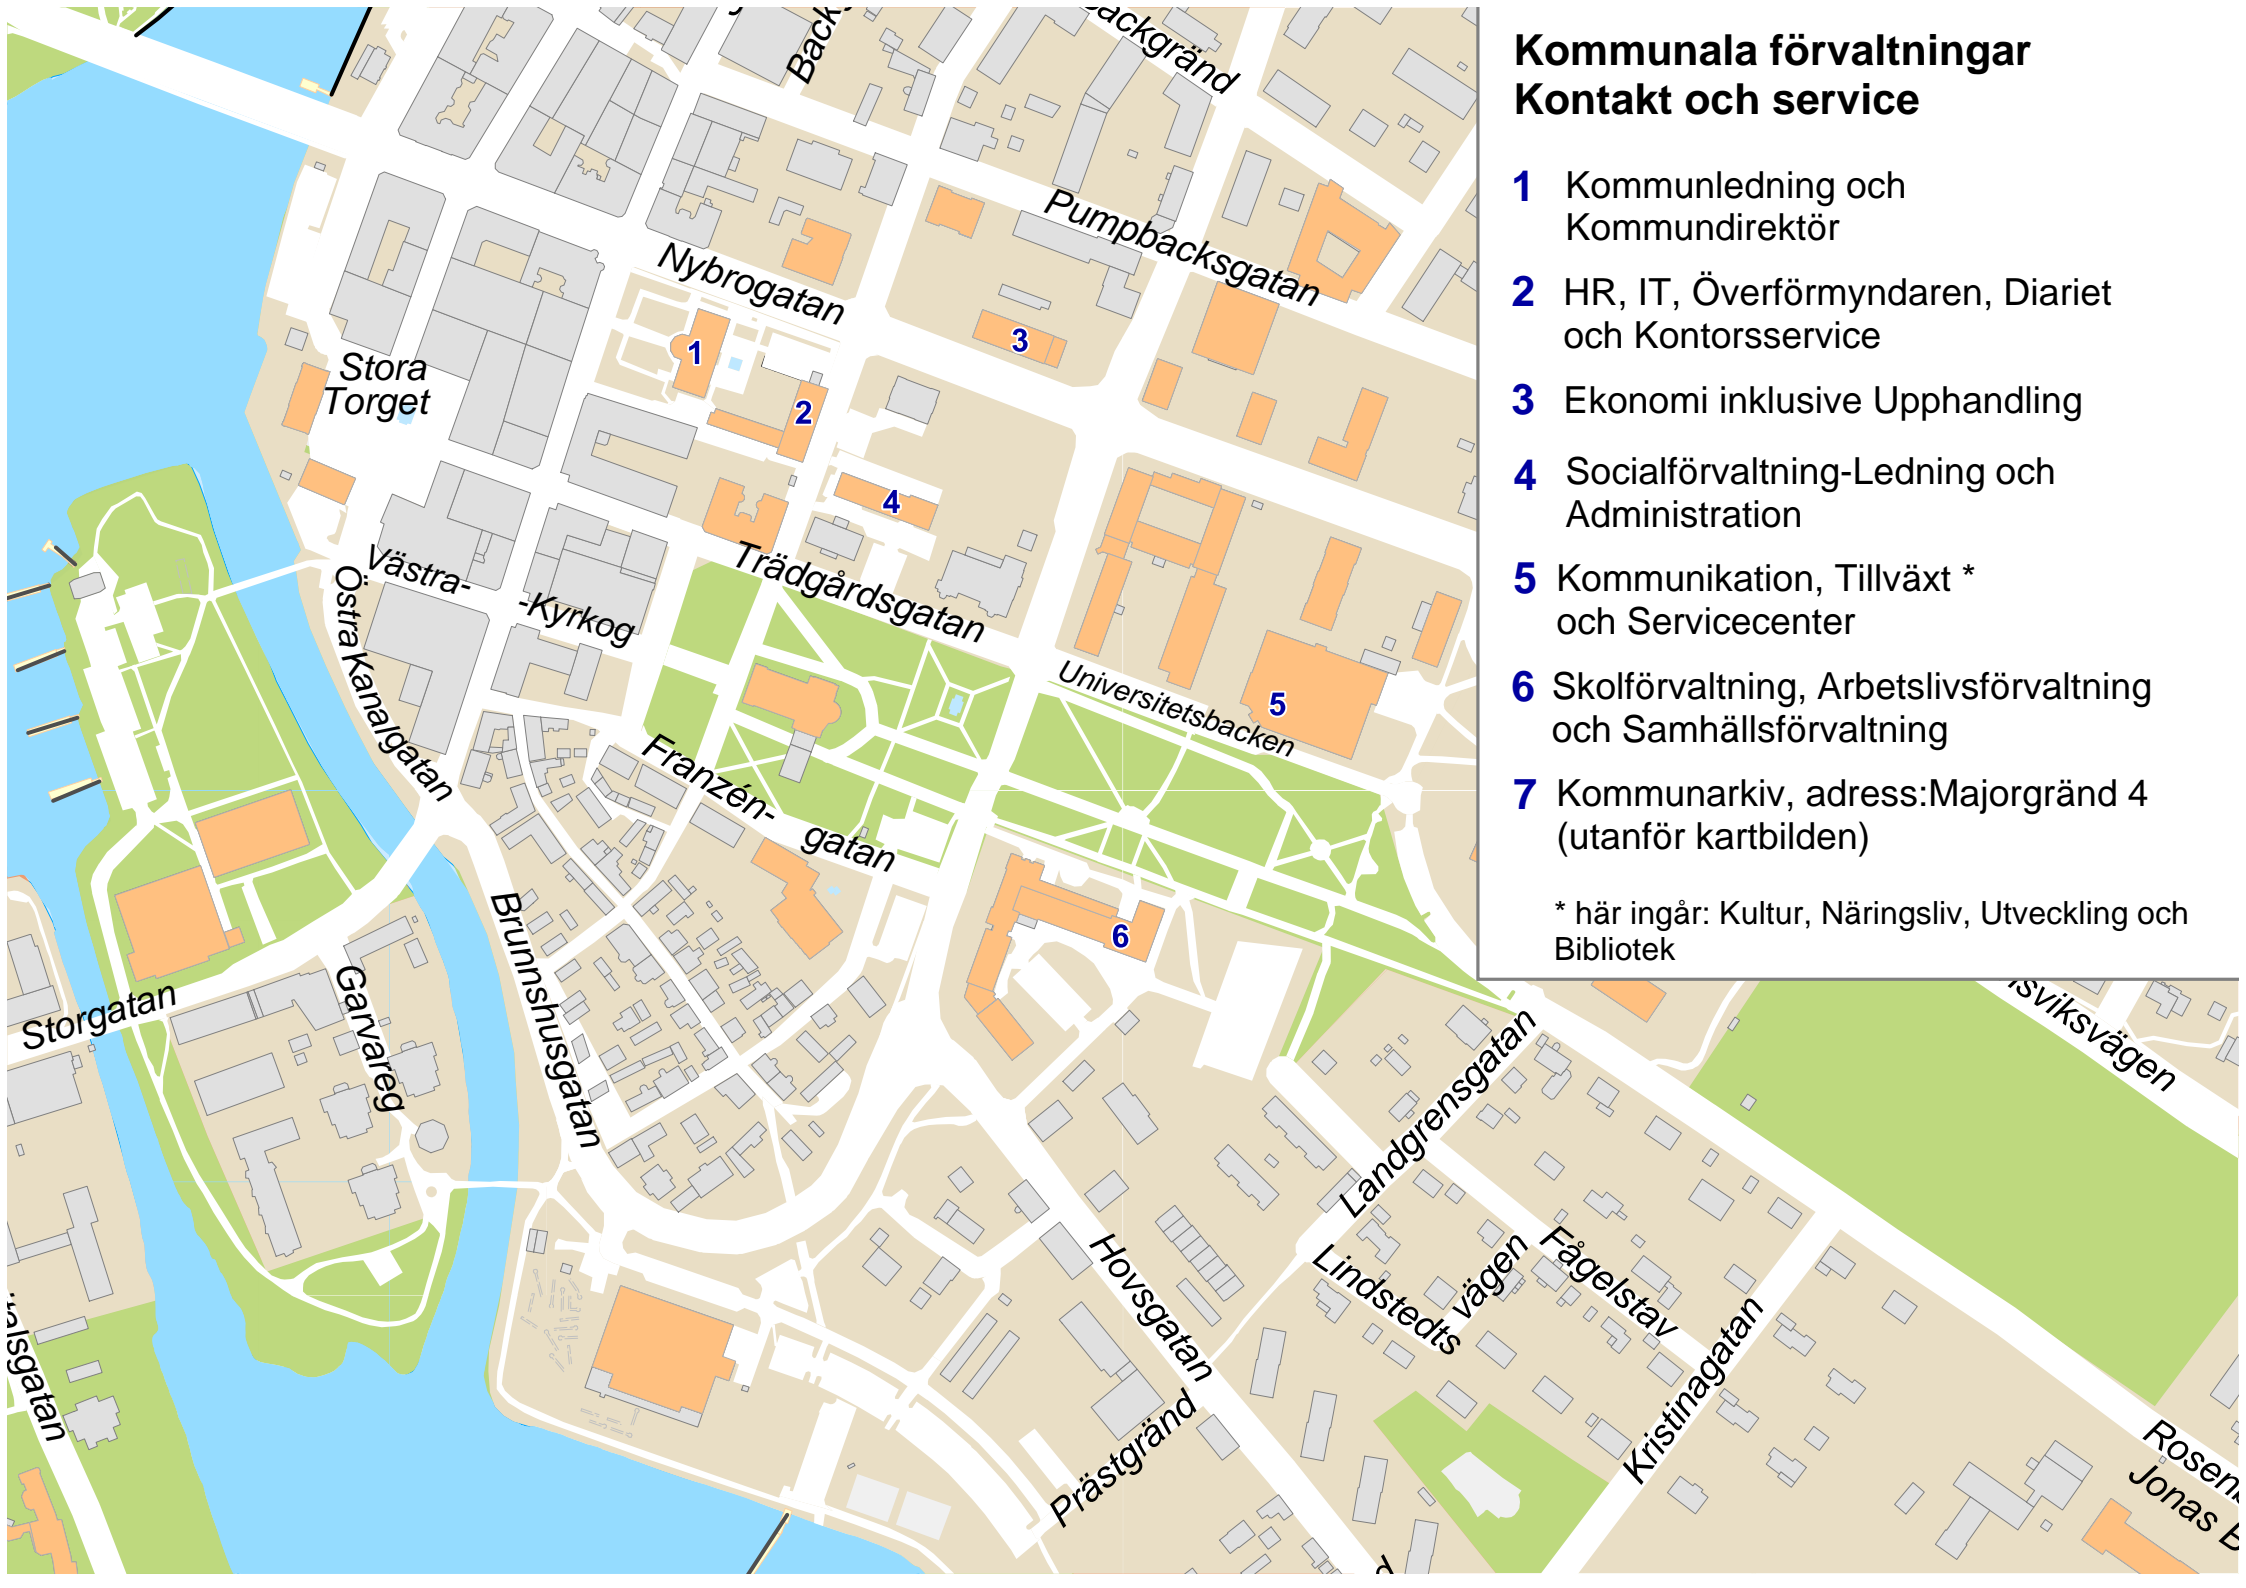 Kommunala förvaltningar
Kontakt och service
1 Kommunledning och
Kommundirektör
2 HR, IT, Överförmyndaren, Diariet
och Kontorsservice
3 Ekonomi inklusive Upphandling
4 Socialförvaltning-Ledning och
Administration
5 Kommunikation, Tillväxt *
och Servicecenter
6 Skolförvaltning, Arbetslivsförvaltning
och Samhällsförvaltning
7 Kommunarkiv, adress:Majorgränd 4
(utanför kartbilden)
* här ingår: Kultur, Näringsliv, Utveckling och
Bibliotek
Pumpbacksgatan
Nybrogatan
Stora
Torget
1
2
3
4
5
6
Västra-
-Kyrkog
Östra Kanalgatan
Trädgårdsgatan
Universitetsbacken
Franzén-
gatan
Brunnshusgatan
Storgatan
Garvareg
Landgrensgatan
Lindstedts
vägen
Fågelstav
Hovsgatan
Kristinagatan
Prästgränd
Jonas